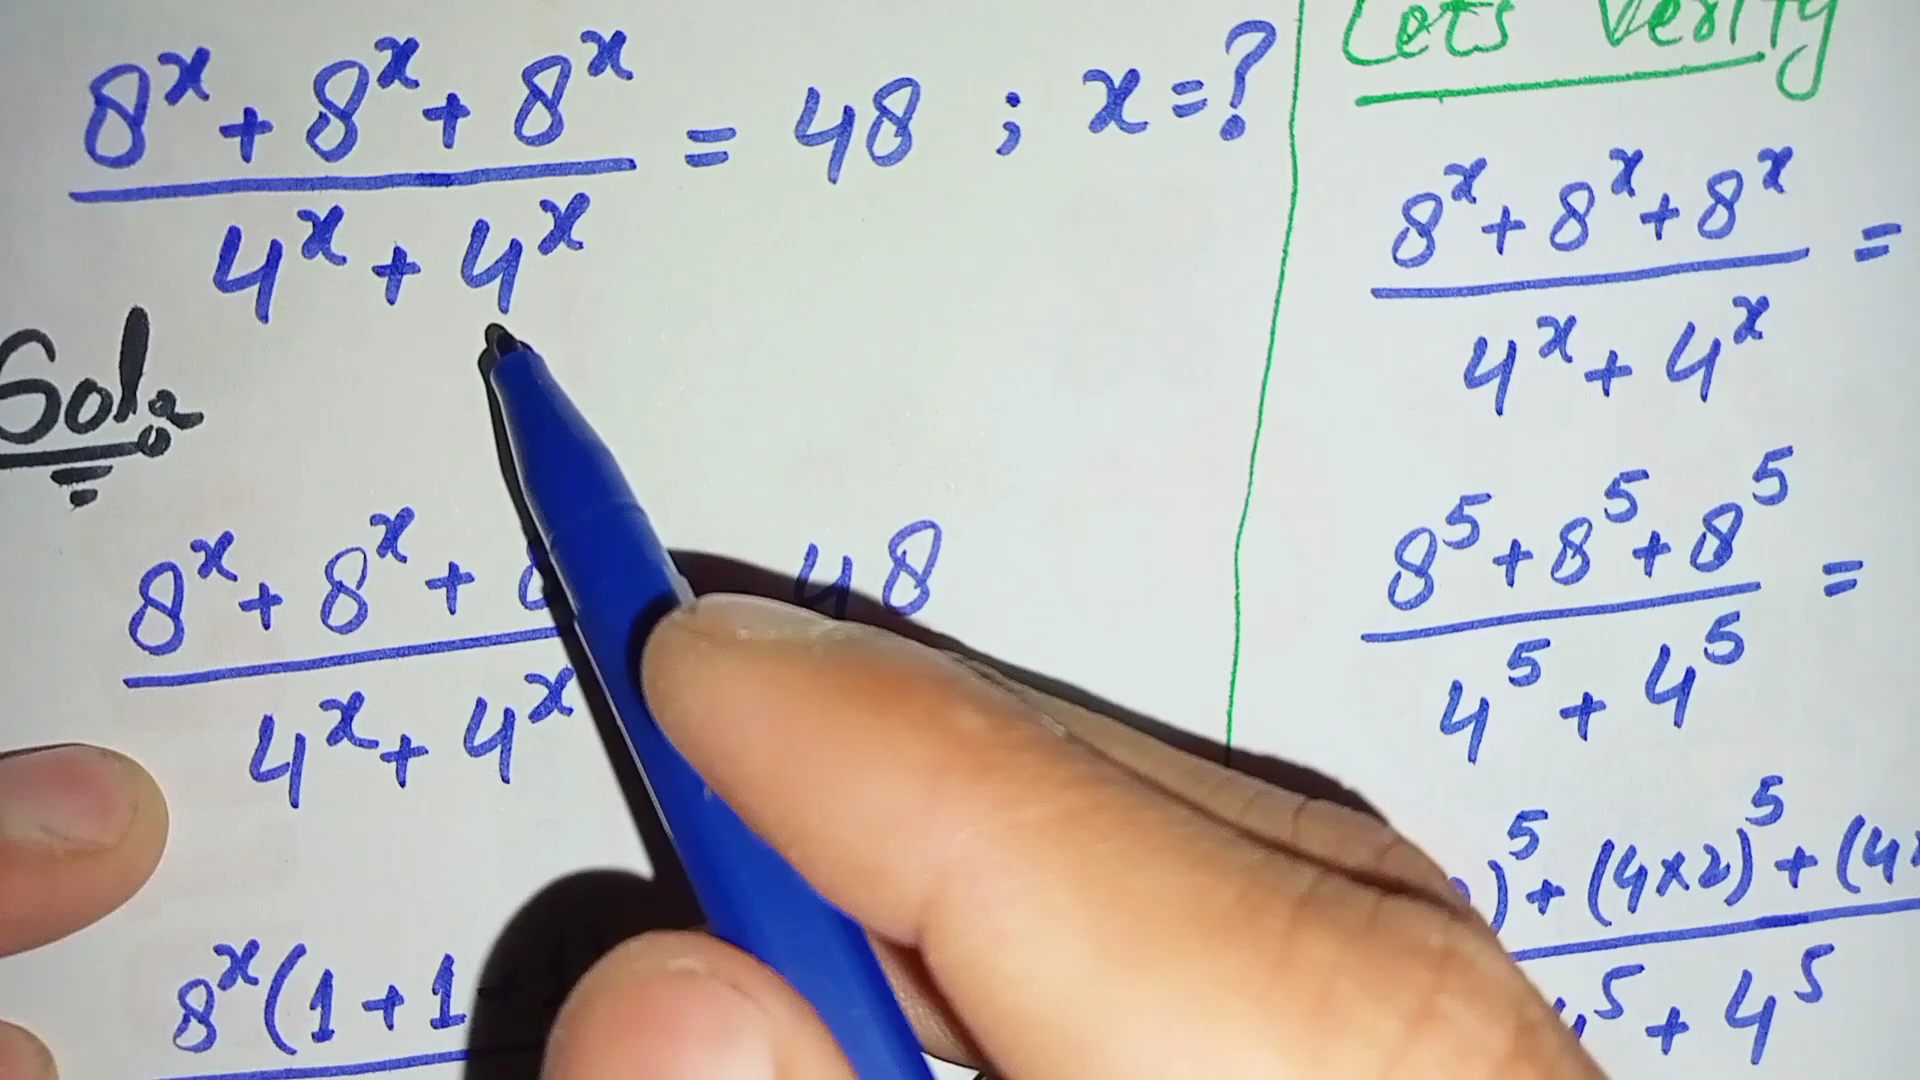 8^x + 8^x + 8^x = 48 ; x = ?
4^x + 4^x
Sol:
8^x + 8^x + 48
4^x + 4^x
8^x (1 + 1
Lets Verify
8^x + 8^x + 8^x =
4^x + 4^x
8^5 + 8^5 + 8^5 =
4^5 + 4^5
)^5 + (4×2)^5 + (4×
4^5 + 4^5